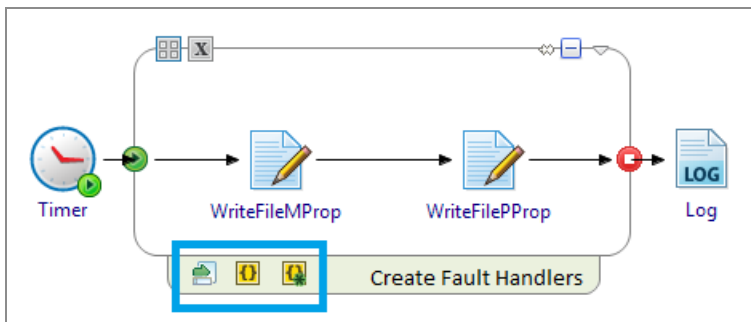 X
LOG
Timer
WriteFileMProp
WriteFilePProp
Log
{}
{}
Create Fault Handlers